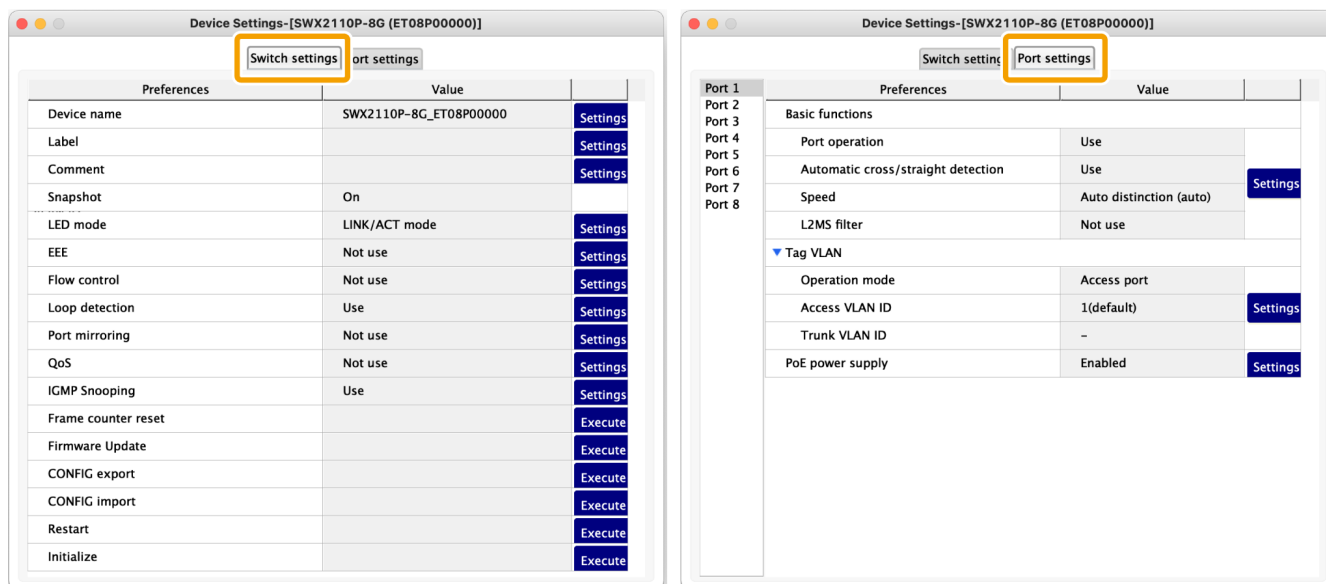 Device Settings-[SWX2110P-8G (ET08P00000)]
Switch settings ort settings
Preferences Value
Device name SWX2110P-8G_ET08P00000 Settings
Label Settings
Comment Settings
Snapshot On
LED mode LINK/ACT mode Settings
EEE Not use Settings
Flow control Not use Settings
Loop detection Use Settings
Port mirroring Not use Settings
QoS Not use Settings
IGMP Snooping Use Settings
Frame counter reset Execute
Firmware Update Execute
CONFIG export Execute
CONFIG import Execute
Restart Execute
Initialize Execute
Device Settings-[SWX2110P-8G (ET08P00000)]
Switch setting Port settings
Port 1
Port 2
Port 3
Port 4
Port 5
Port 6
Port 7
Port 8
Preferences Value
Basic functions
Port operation Use
Automatic cross/straight detection Use
Settings
Speed Auto distinction (auto)
L2MS filter Not use
Tag VLAN
Operation mode Access port
Access VLAN ID 1(default) Settings
Trunk VLAN ID –
PoE power supply Enabled Settings